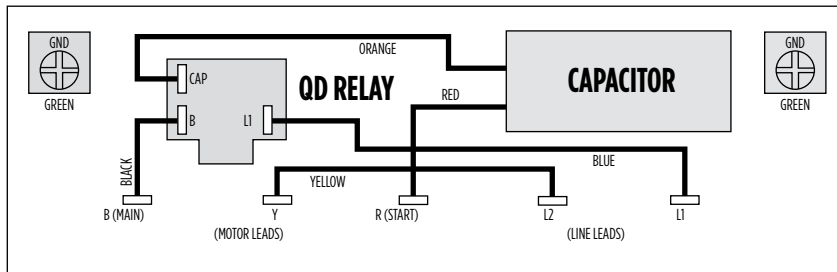 GND
GREEN
ORANGE
CAP
QD RELAY
CAPACITOR
GND
GREEN
RED
B
L1
BLACK
BLUE
YELLOW
B (MAIN)
Y
R (START)
L2
L1
(MOTOR LEADS)
(LINE LEADS)